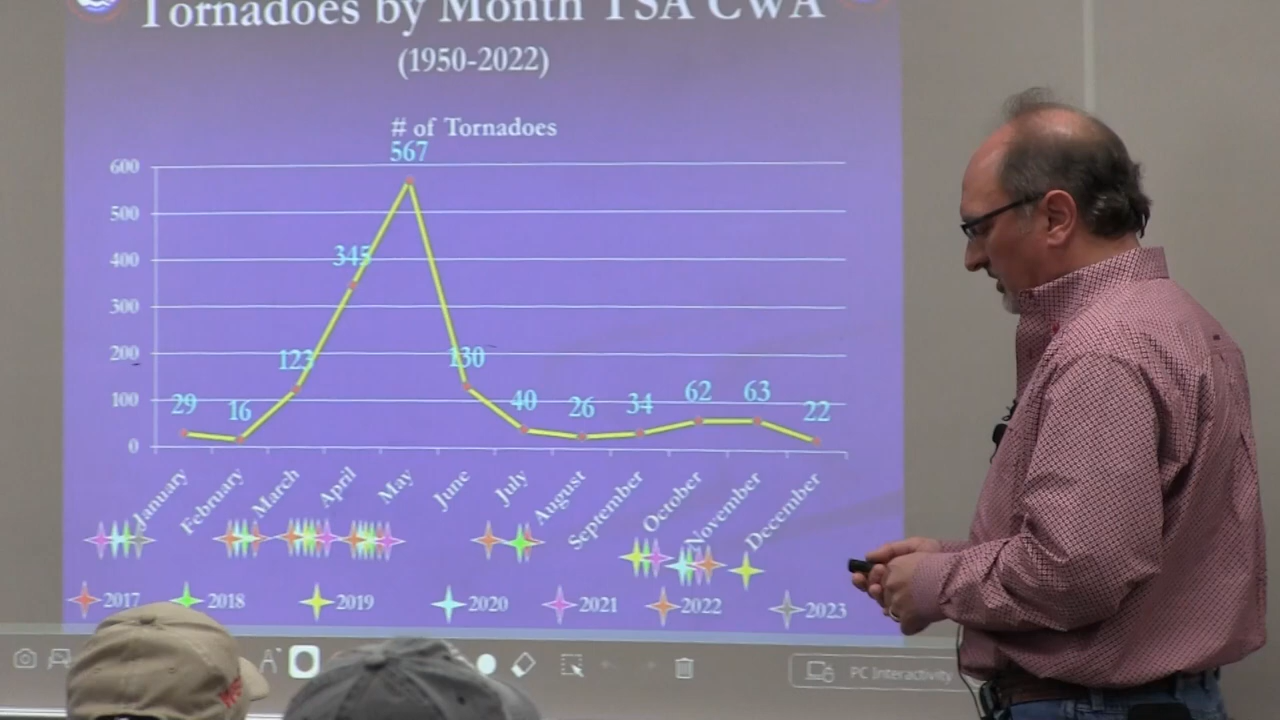 Tornadoes by Month TSA CWA
(1950-2022)
# of Tornadoes
567
600
500
400
300
200
100
0
29
16
123
345
130
40
26
34
62
63
22
January
February
March
April
May
June
July
August
September
October
November
December
2017
2018
2019
2020
2021
2022
2023
A
PC Interactivity